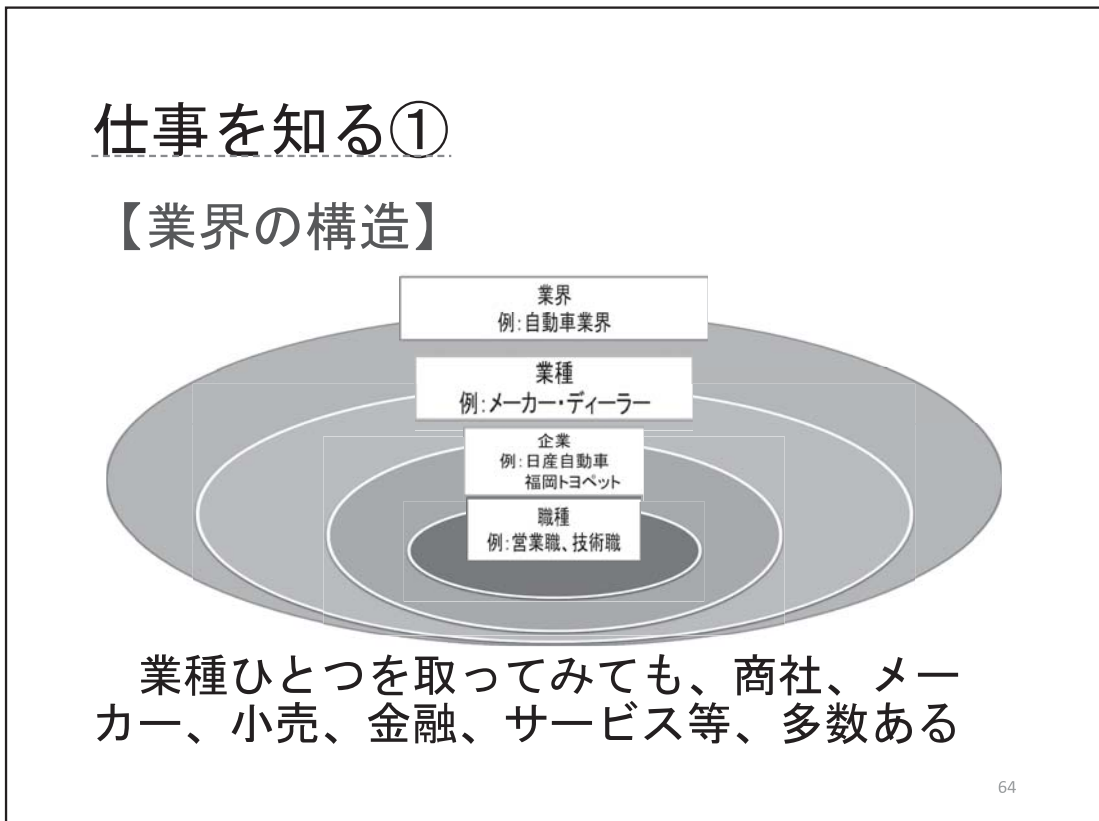 仕事を知る①
【業界の構造】
業界
例:自動車業界
業種
例:メーカー・ディーラー
企業
例:日産自動車
福岡トヨペット
職種
例:営業職、技術職
業種ひとつを取ってみても、商社、メー
カー、小売、金融、サービス等、多数ある
64